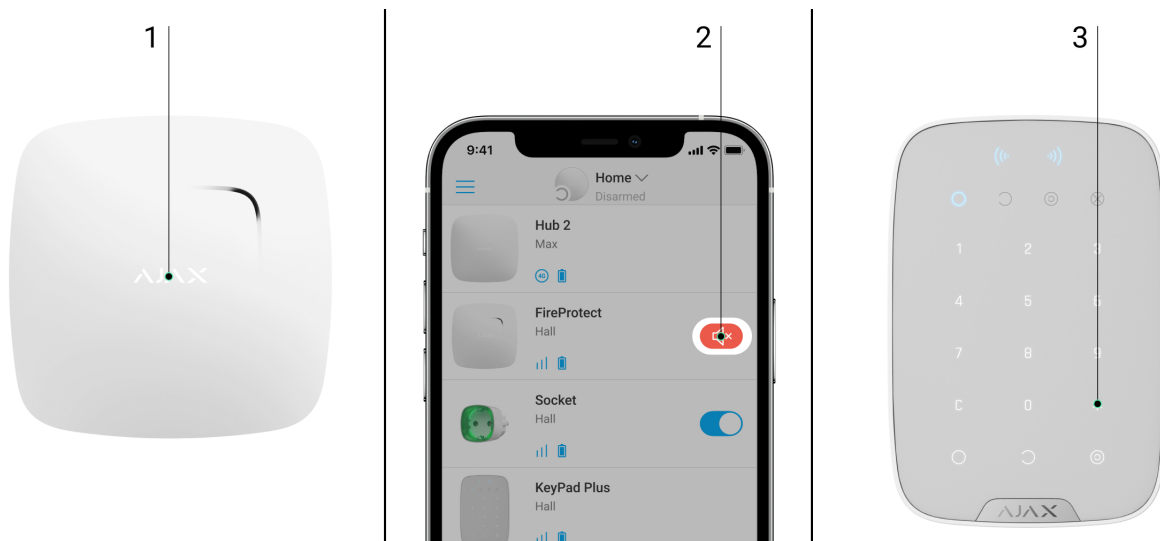 1
AJAX
2
9:41
Home
Disarmed
Hub 2
Max
4G
FireProtect
Hall
Socket
Hall
KeyPad Plus
Hall
3
1 2 3
4 5 6
7 8 9
C 0
AJAX